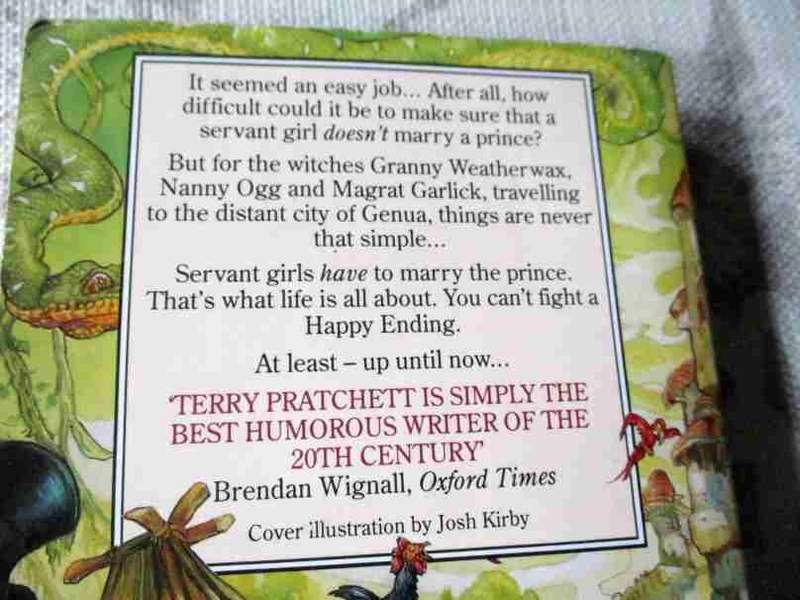 It seemed an easy job... After all, how
difficult could it be to make sure that a
servant girl doesn't marry a prince?
But for the witches Granny Weatherwax,
Nanny Ogg and Magrat Garlick, travelling
to the distant city of Genua, things are never
that simple...
Servant girls have to marry the prince.
That's what life is all about. You can't fight a
Happy Ending.
At least – up until now...
'TERRY PRATCHETT IS SIMPLY THE
BEST HUMOROUS WRITER OF THE
20TH CENTURY'
Brendan Wignall, Oxford Times
Cover illustration by Josh Kirby